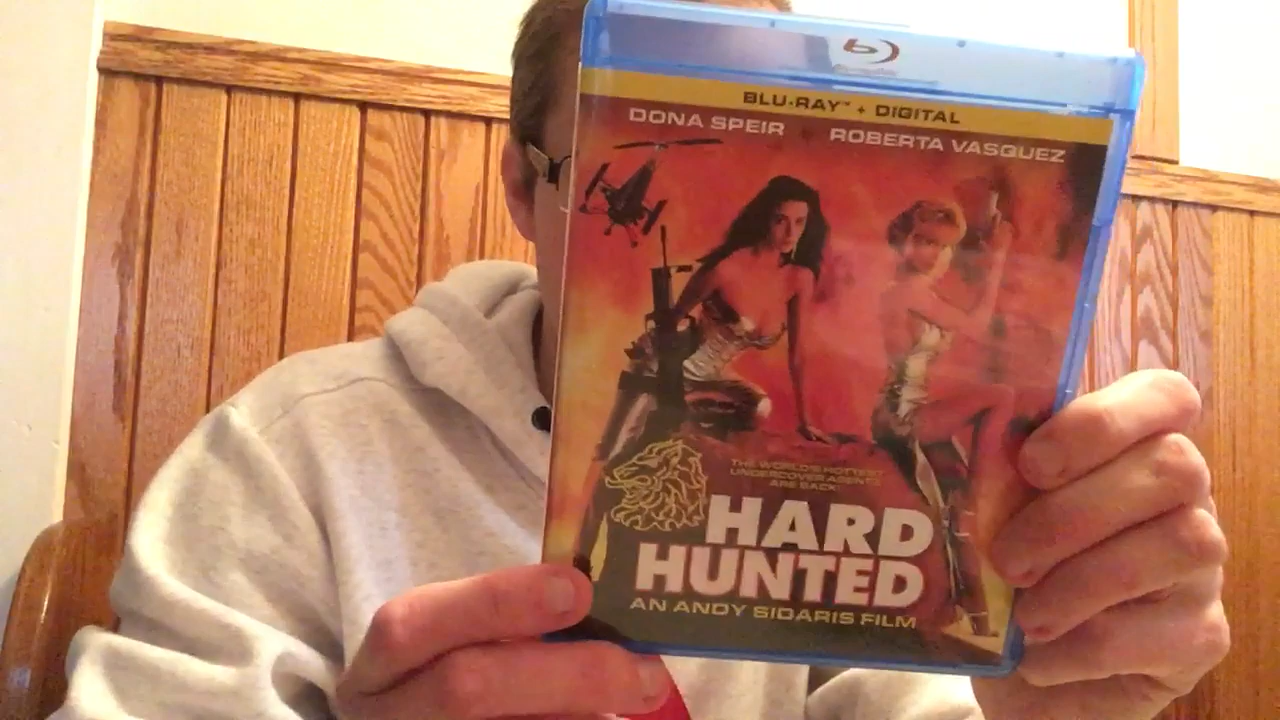 BLU-RAY™ + DIGITAL
DONA SPEIR ROBERTA VASQUEZ
THE WORLD'S HOTTEST
UNDERCOVER AGENTS
ARE BACK!
HARD
HUNTED
AN ANDY SIDARIS FILM